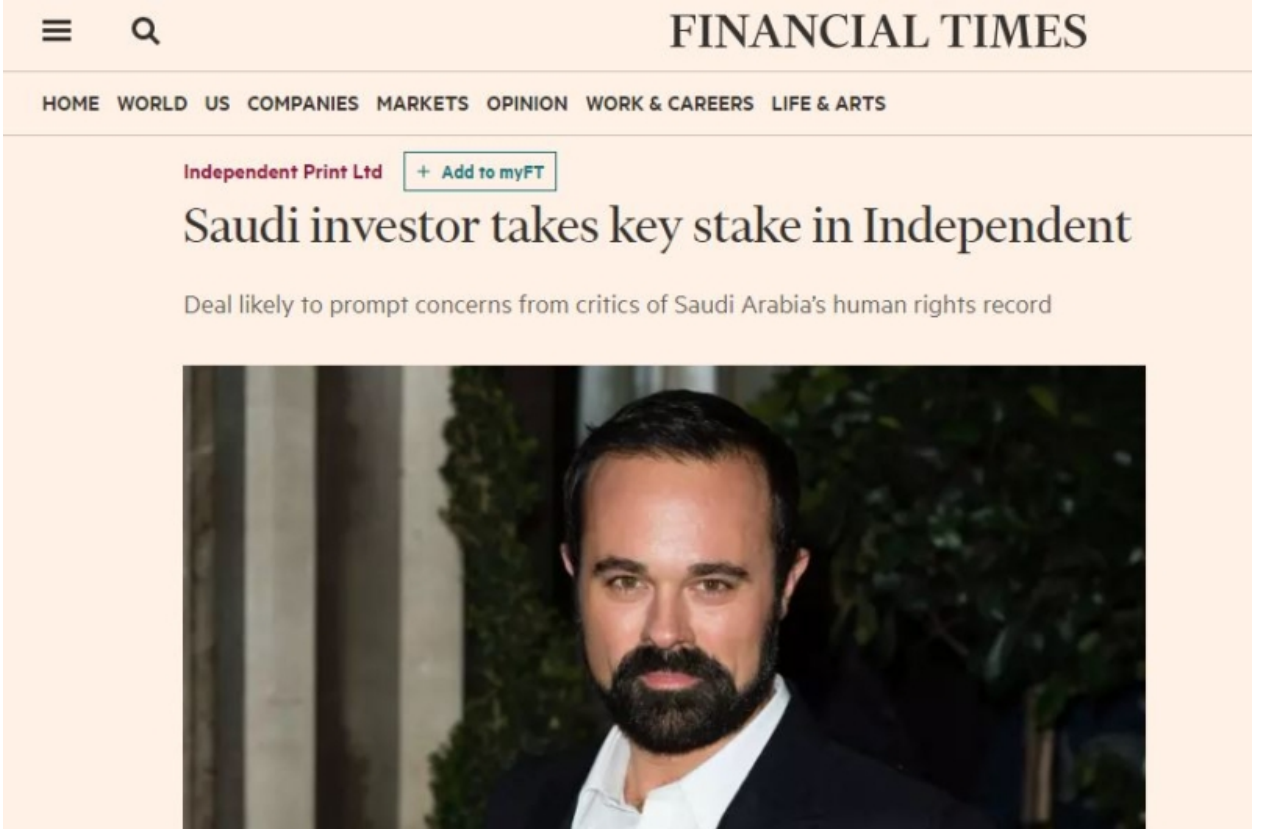 FINANCIAL TIMES
HOME WORLD US COMPANIES MARKETS OPINION WORK & CAREERS LIFE & ARTS
Independent Print Ltd + Add to myFT
Saudi investor takes key stake in Independent
Deal likely to prompt concerns from critics of Saudi Arabia's human rights record